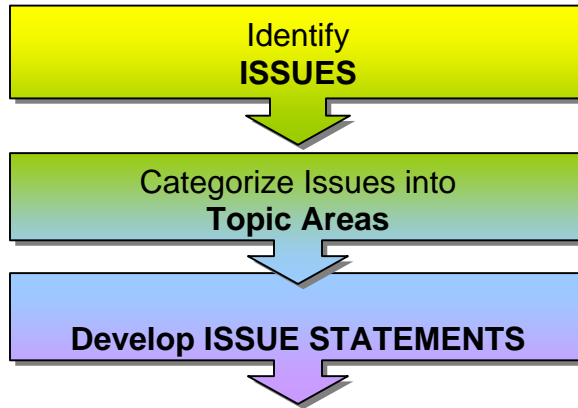 Identify
ISSUES
Categorize Issues into
Topic Areas
Develop ISSUE STATEMENTS